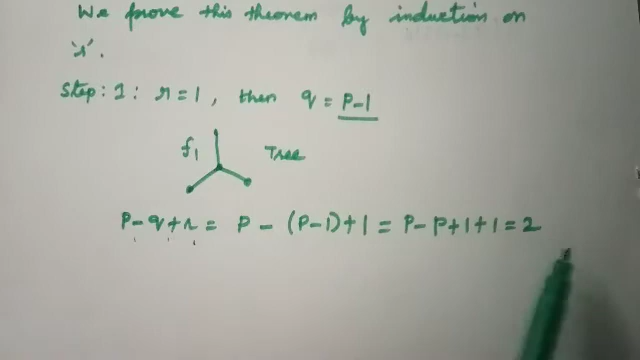 We prove this theorem by induction on
'r'.
Step: 1: r = 1, then q = p-1
f1 Tree
p - q + r = p - (p-1) + 1 = p - p + 1 + 1 = 2